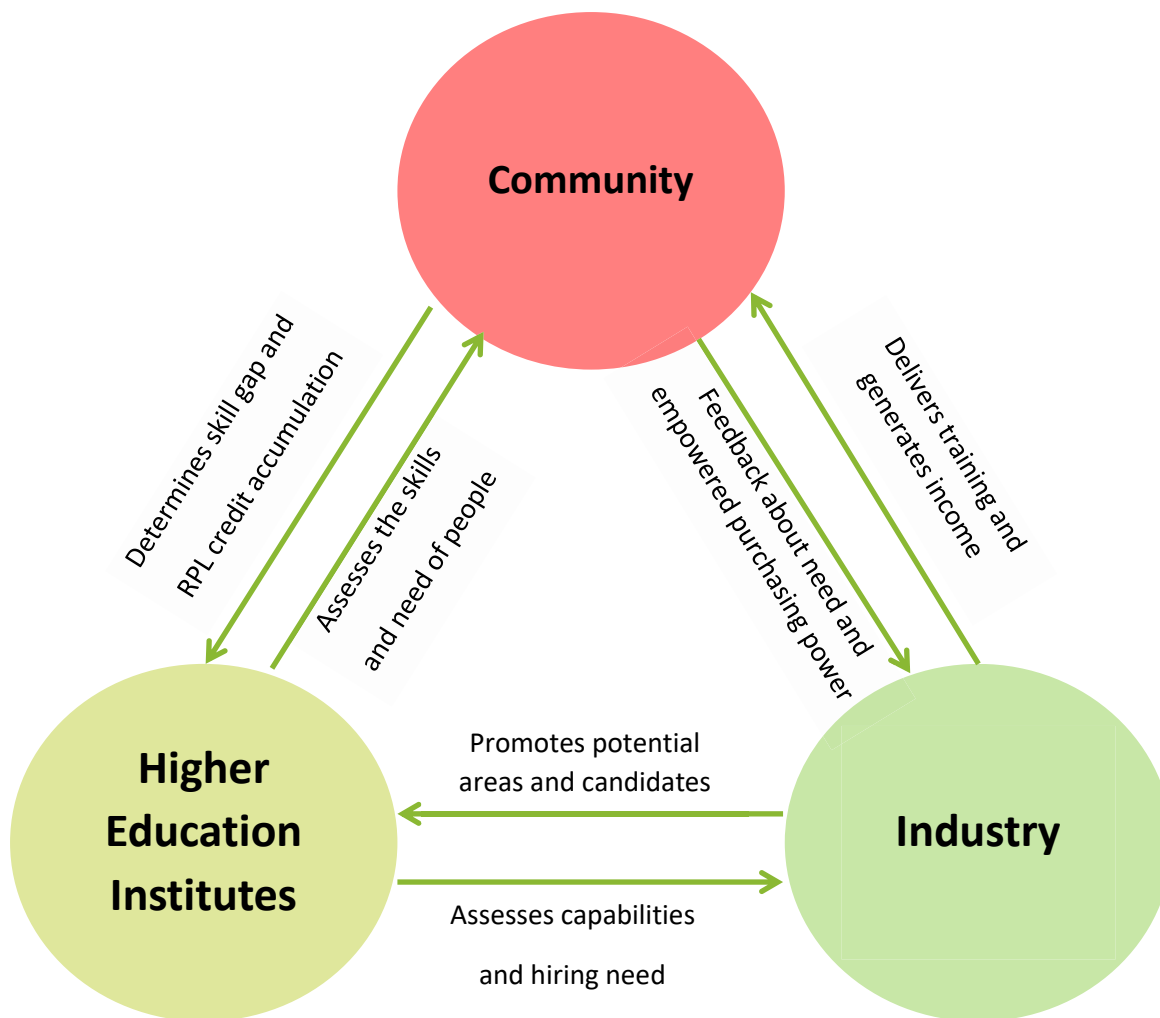 Community
Determines skill gap and
RPL credit accumulation
Assesses the skills
and need of people
Feedback about need and
empowered purchasing power
Delivers training and
generates income
Higher
Education
Institutes
Promotes potential
areas and candidates
Assesses capabilities
and hiring need
Industry